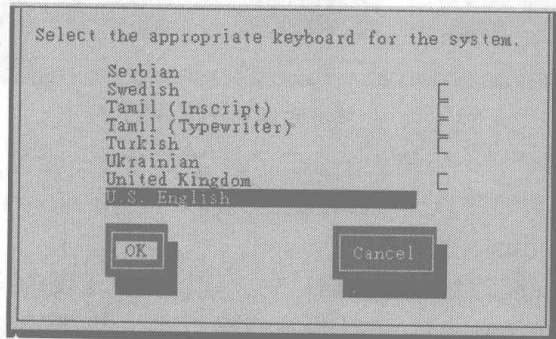 Select the appropriate keyboard for the system.
Serbian
Swedish
Tamil (Inscript)
Tamil (Typewriter)
Turkish
Ukrainian
United Kingdom
U.S. English
OK
Cancel